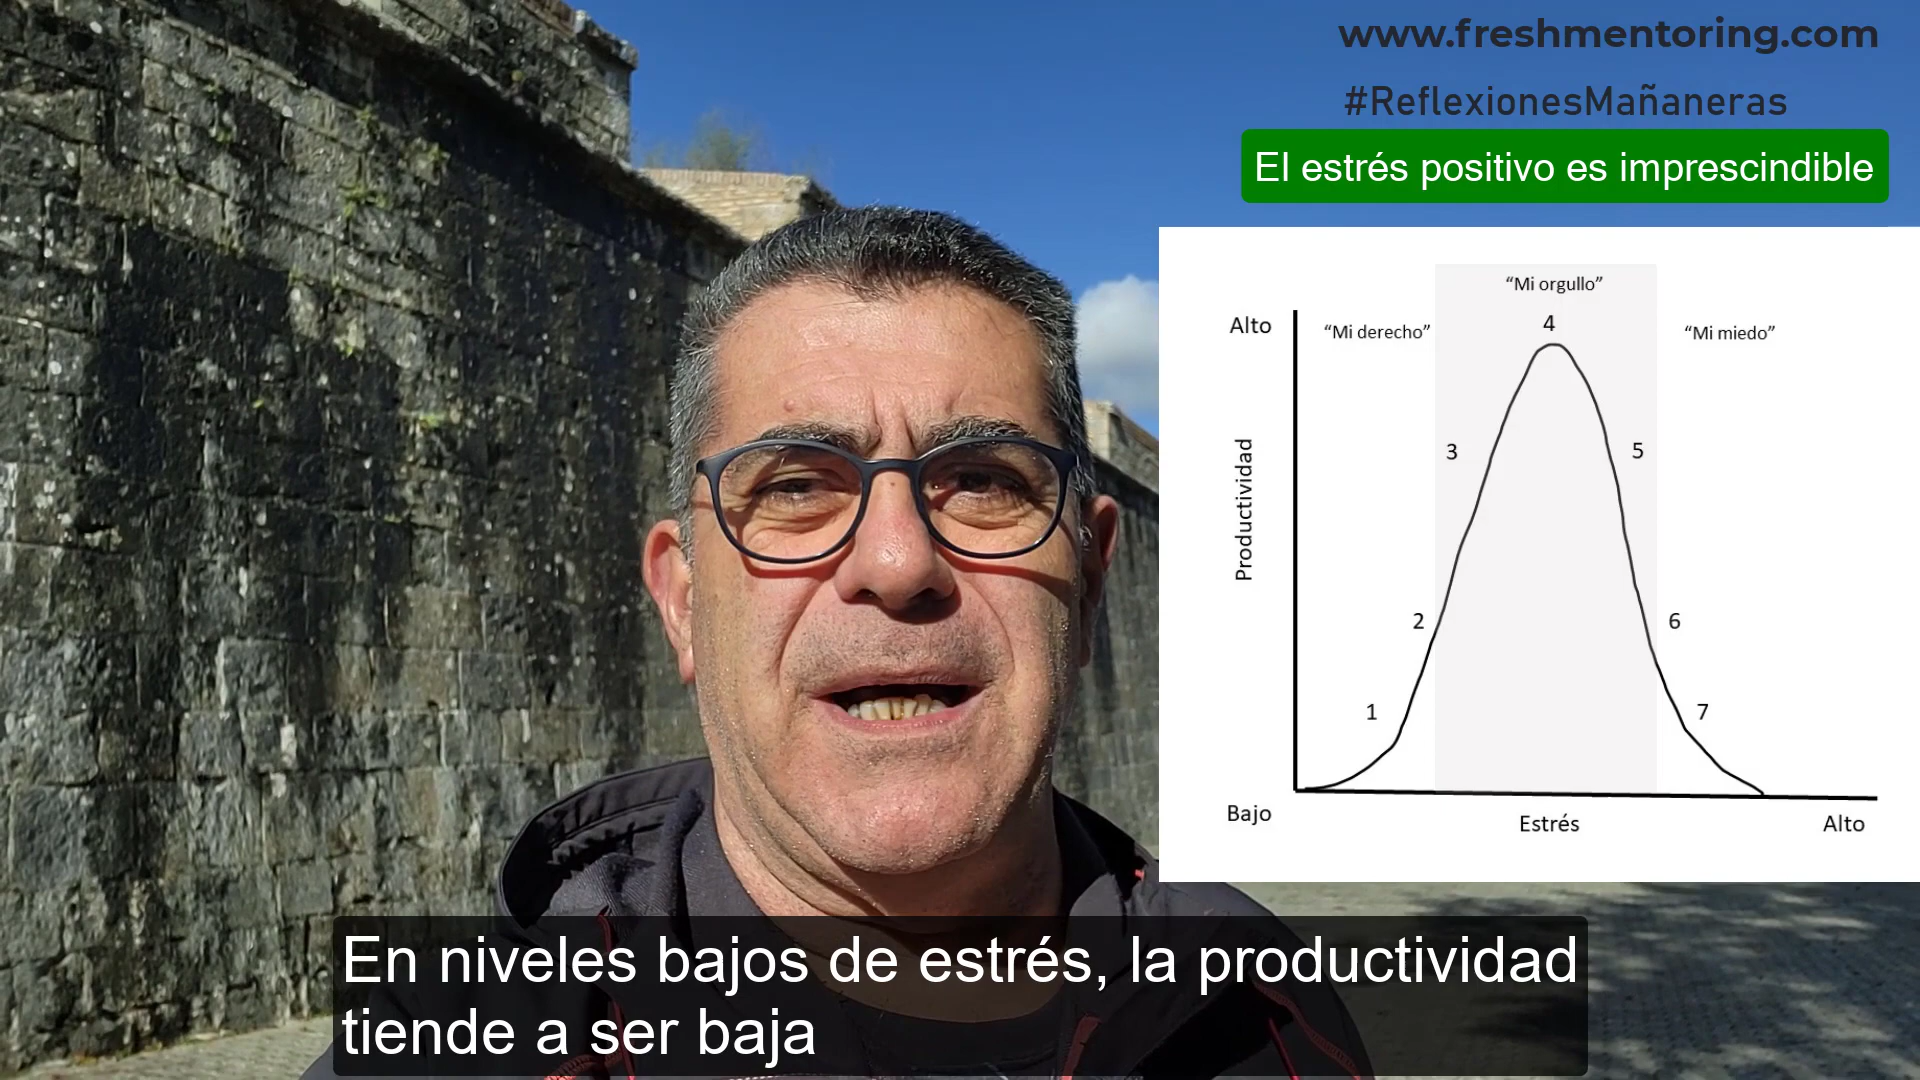 www.freshmentoring.com
#ReflexionesMañaneras
El estrés positivo es imprescindible
“Mi orgullo”
Alto
“Mi derecho”
4
“Mi miedo”
3
5
Productividad
2
6
1
7
Bajo
Estrés
Alto
En niveles bajos de estrés, la productividad
tiende a ser baja